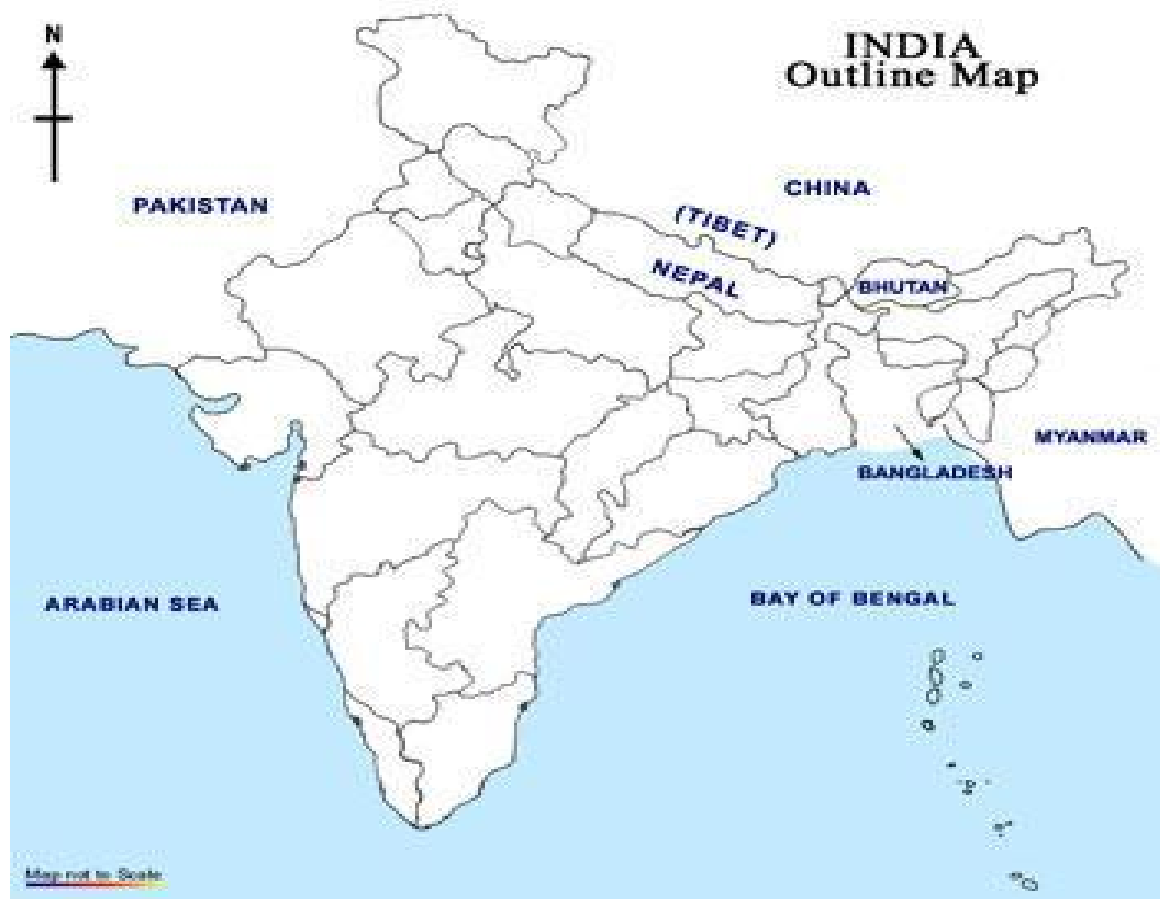 N
INDIA
Outline Map
CHINA
PAKISTAN
(TIBET)
NEPAL
BHUTAN
MYANMAR
BANGLADESH
ARABIAN SEA
BAY OF BENGAL
Map not to Scale